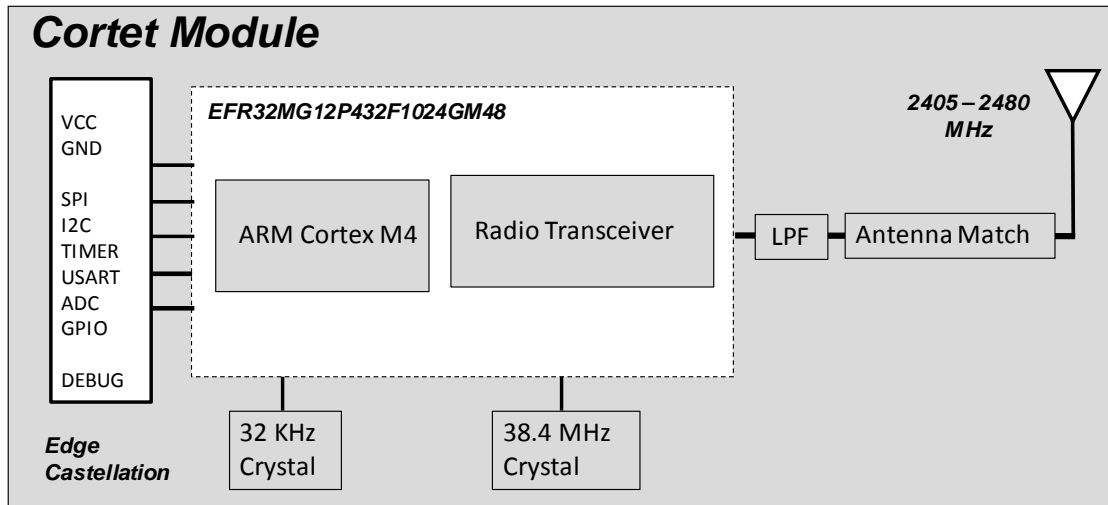 Cortet Module
EFR32MG12P432F1024GM48
2405 – 2480
MHz
VCC
GND
SPI
I2C
TIMER
USART
ADC
GPIO
DEBUG
ARM Cortex M4
Radio Transceiver
LPF
Antenna Match
32 KHz
Crystal
38.4 MHz
Crystal
Edge
Castellation